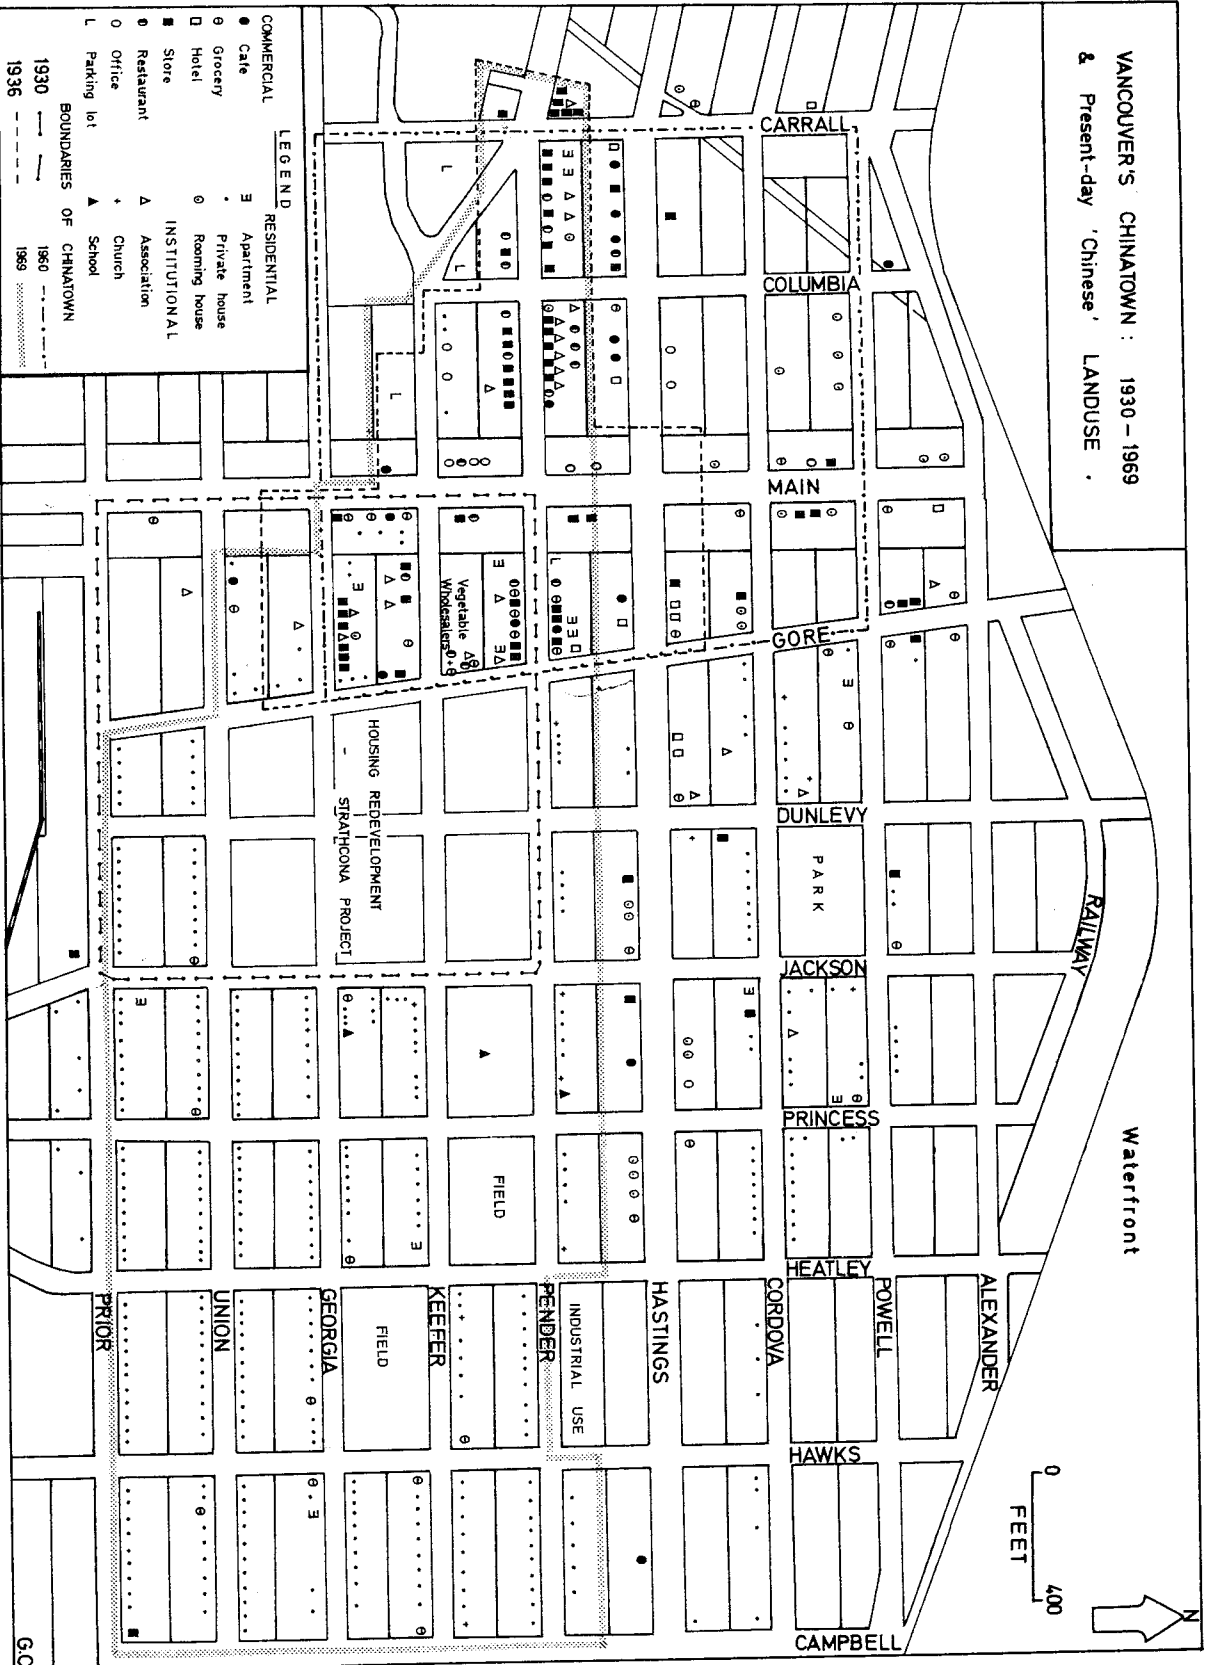 VANCOUVER'S CHINATOWN : 1930-1969
& Present-day 'Chinese' LANDUSE .
N
0 400
FEET
Waterfront
CARRALL
COLUMBIA
MAIN
GORE
DUNLEVY
JACKSON
PRINCESS
HEATLEY
HAWKS
CAMPBELL
RAILWAY
ALEXANDER
POWELL
CORDOVA
HASTINGS
PENDER
KEEFER
GEORGIA
UNION
PRIOR
PARK
Vegetable
Wholesalers
HOUSING REDEVELOPMENT
-
STRATHCONA PROJECT
FIELD
FIELD
INDUSTRIAL USE
L
L
L
L
LEGEND
COMMERCIAL
Cafe
Grocery
Hotel
Store
Restaurant
Office
L Parking lot
RESIDENTIAL
Apartment
Private house
Rooming house
INSTITUTIONAL
Association
+ Church
School
BOUNDARIES OF CHINATOWN
1930
1936
1960
1969
G.C